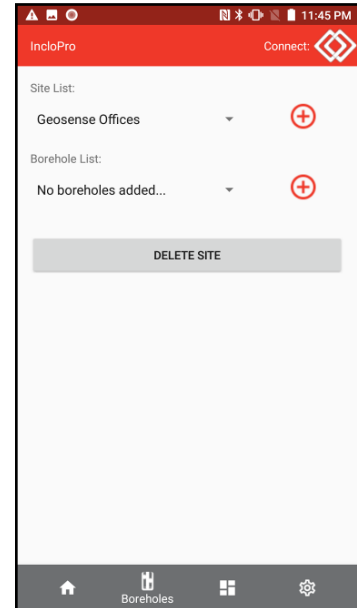 11:45 PM
IncloPro
Connect:
Site List:
Geosense Offices
Borehole List:
No boreholes added...
DELETE SITE
Boreholes